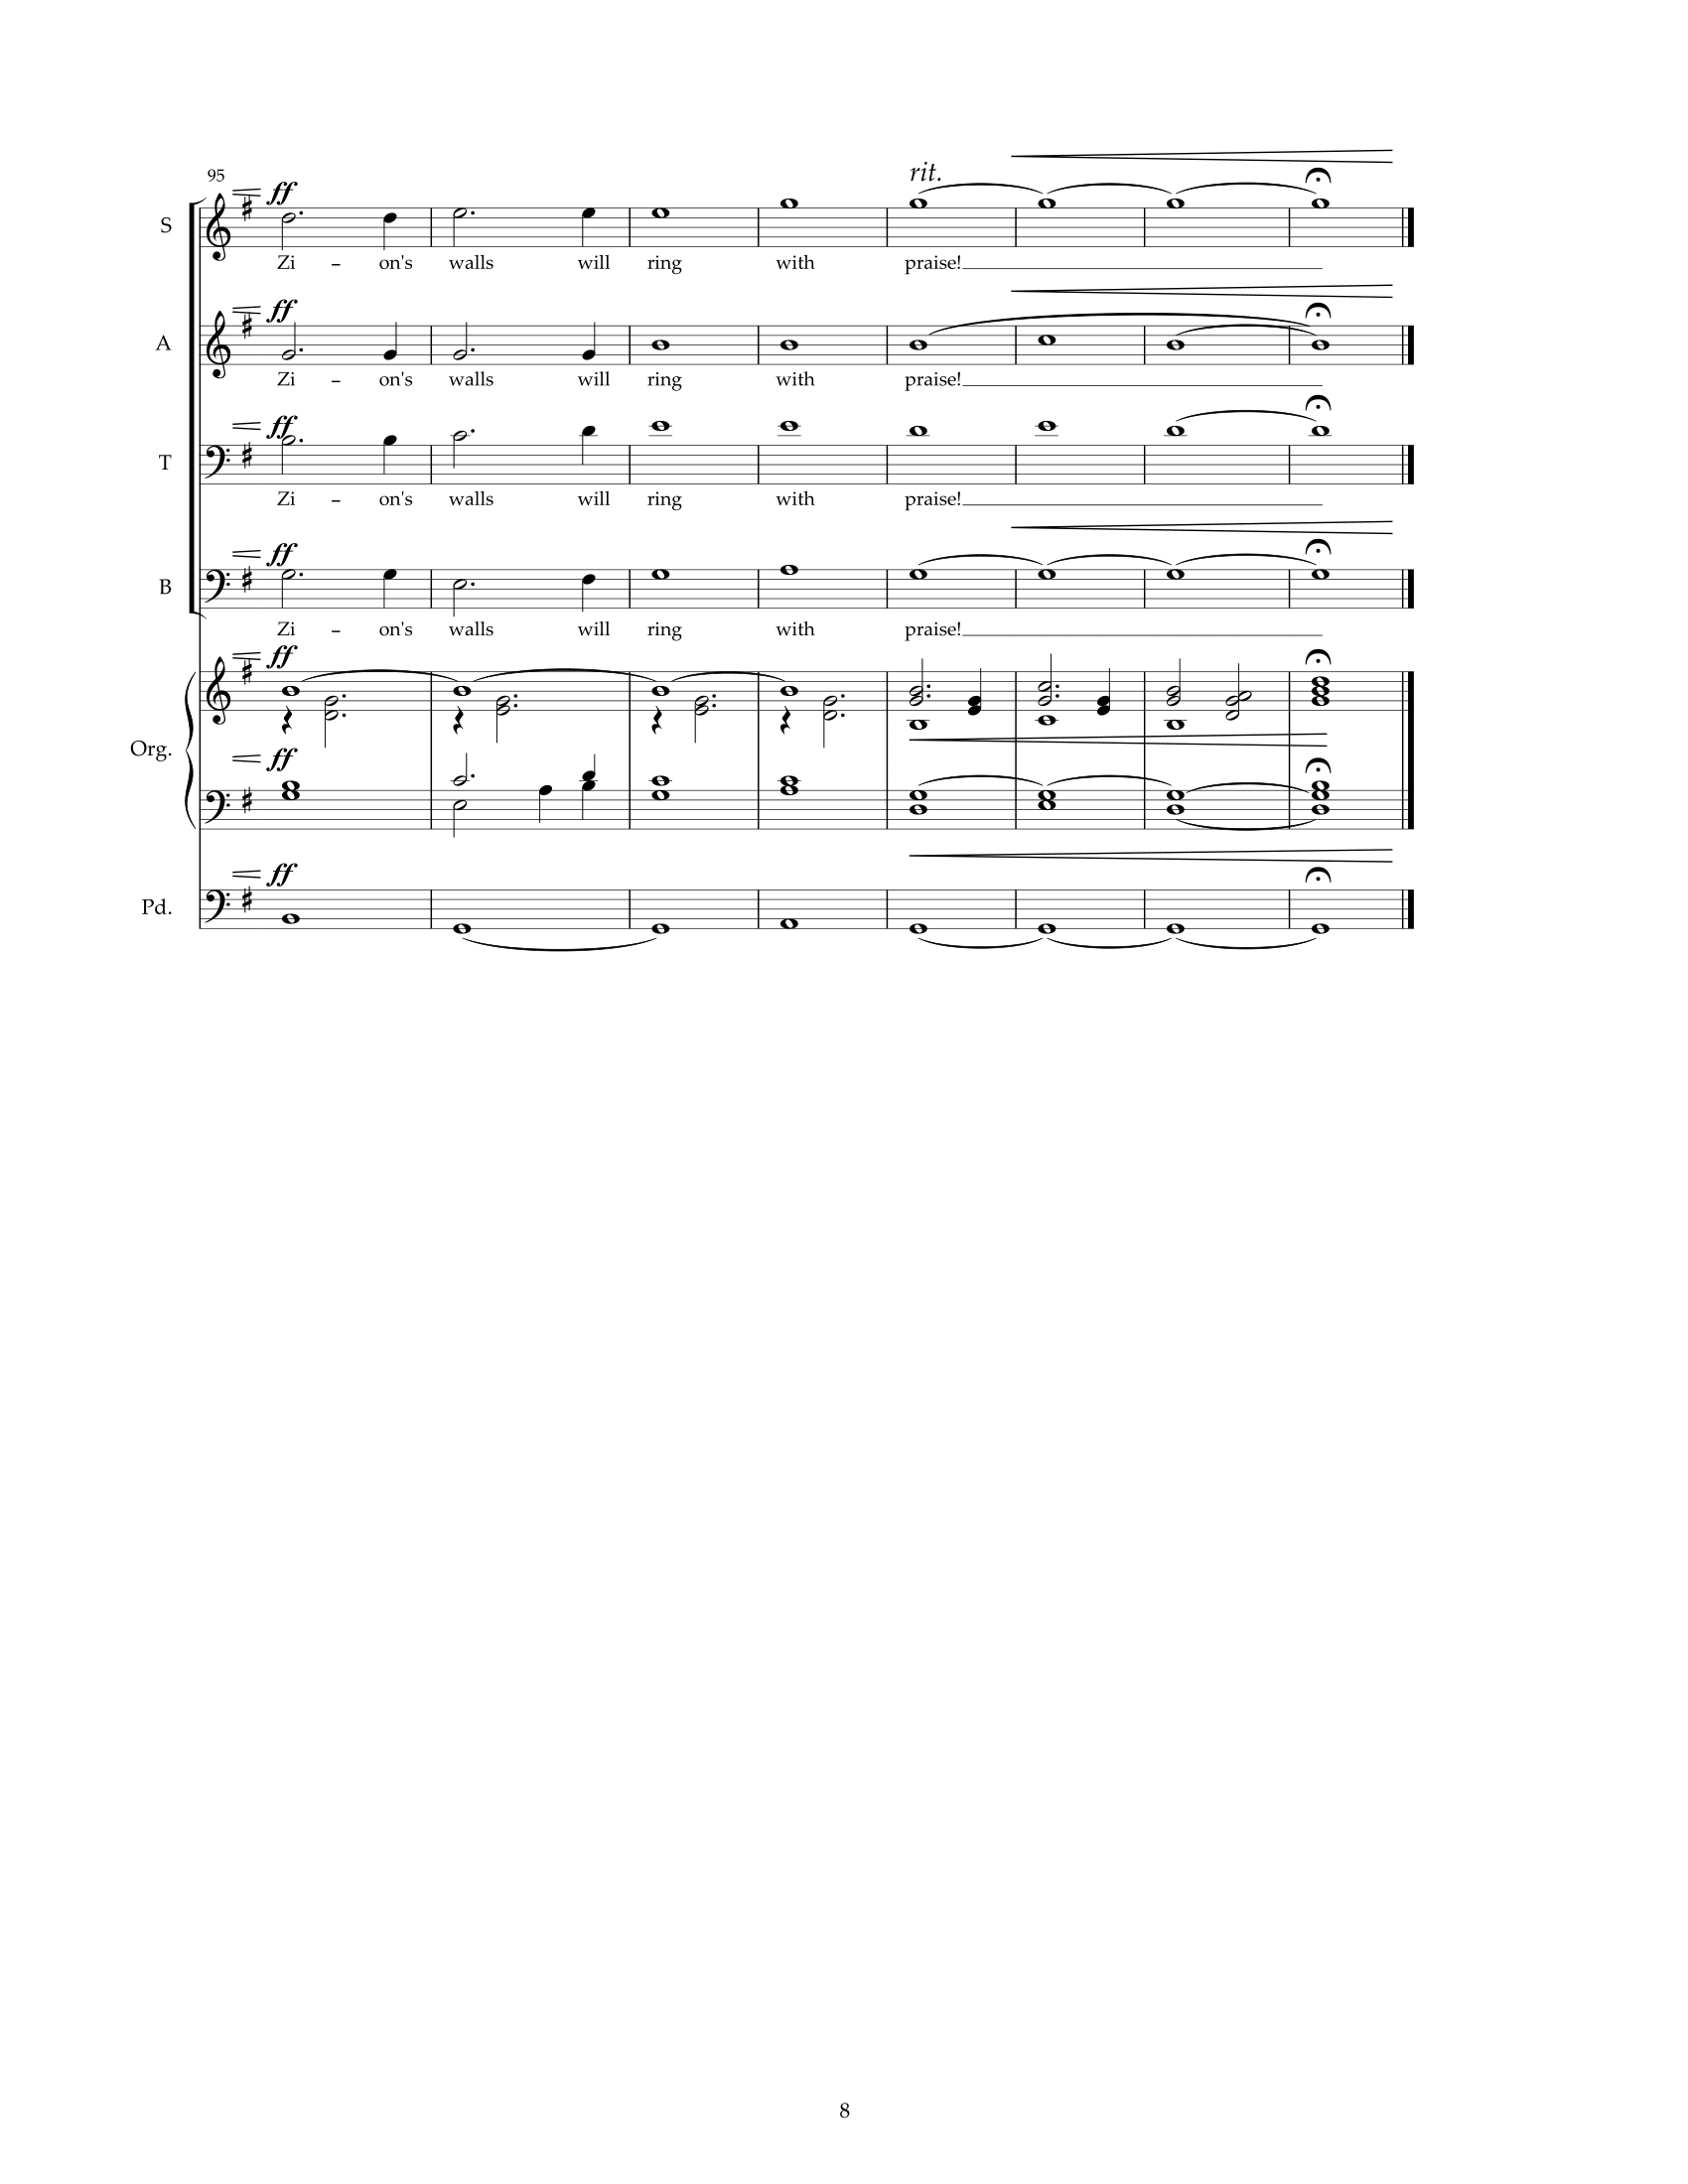 95
rit.
ff
S
Zi - on's walls will ring with praise!
ff
A
Zi - on's walls will ring with praise!
ff
T
Zi - on's walls will ring with praise!
ff
B
Zi - on's walls will ring with praise!
ff
Org.
ff
ff
Pd.
8